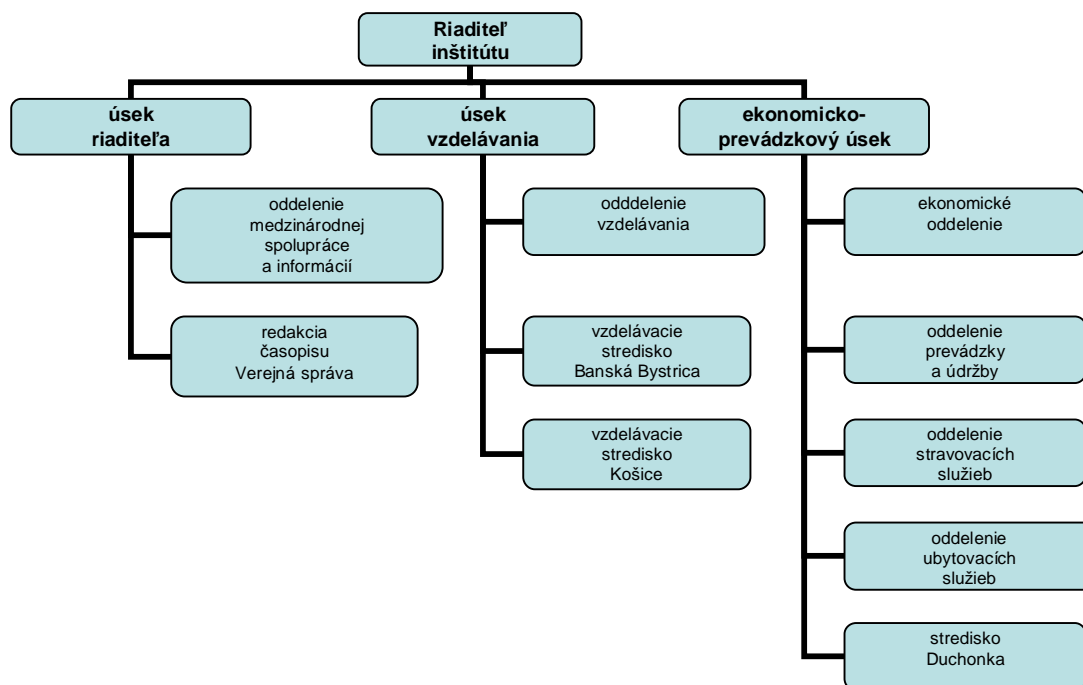 Riaditeľ
inštitútu
úsek
riaditeľa
úsek
vzdelávania
ekonomicko-
prevádzkový úsek
oddelenie
medzinárodnej
spolupráce
a informácií
odddelenie
vzdelávania
ekonomické
oddelenie
redakcia
časopisu
Verejná správa
vzdelávacie
stredisko
Banská Bystrica
oddelenie
prevádzky
a údržby
vzdelávacie
stredisko
Košice
oddelenie
stravovacích
služieb
oddelenie
ubytovacích
služieb
stredisko
Duchonka